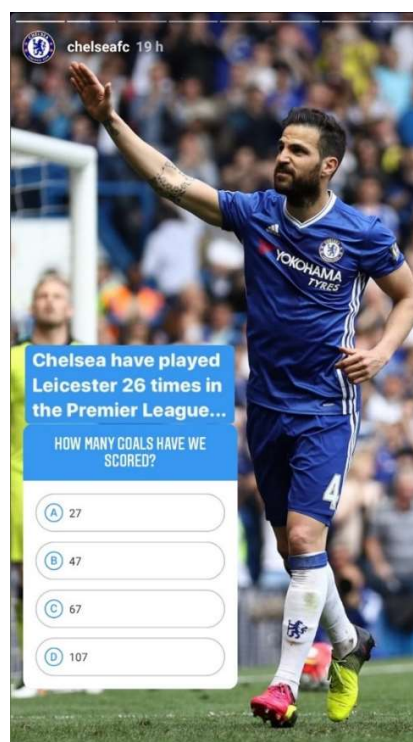 chelseafc 19 h
YOKOHAMA
TYRES
4
Chelsea have played
Leicester 26 times in
the Premier League...
HOW MANY GOALS HAVE WE
SCORED?
A 27
B 47
C 67
D 107